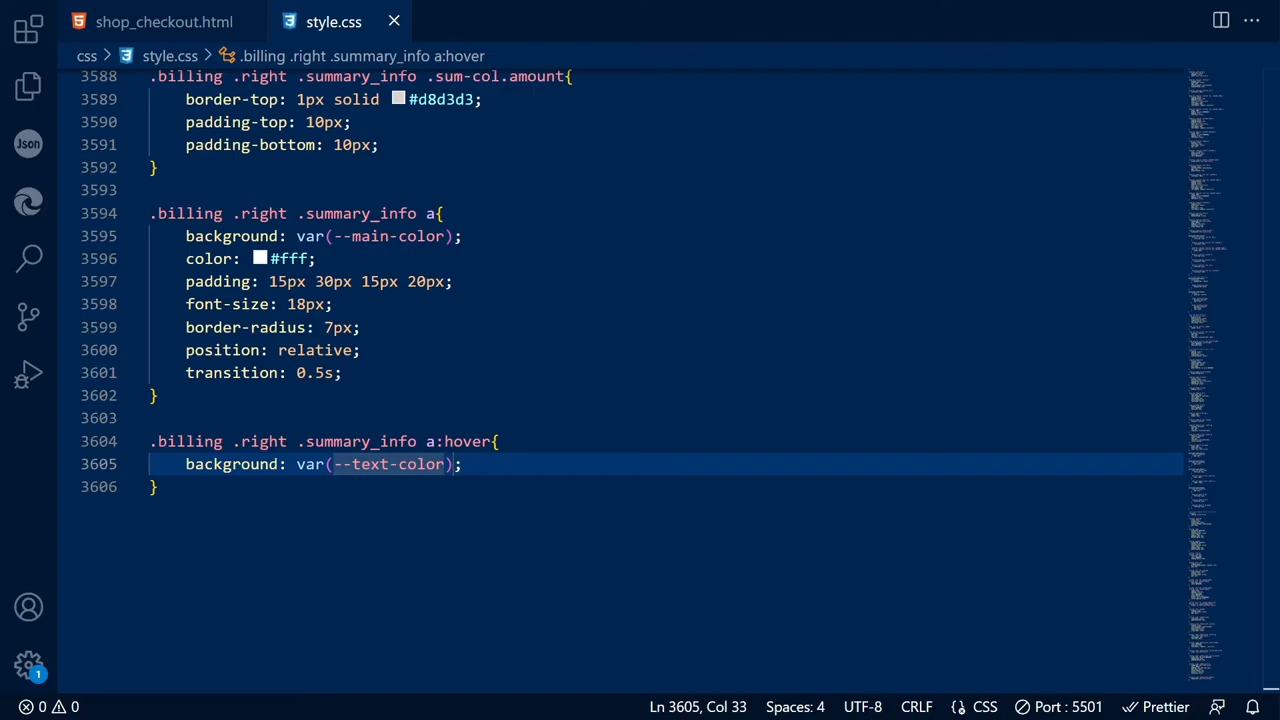 shop_checkout.html style.css
css style.css .billing .right .summary_info a:hover
3588 .billing .right .summary_info .sum-col.amount{
3589 border-top: 1px solid #d8d3d3;
3590 padding-top: 10px;
3591 padding-bottom: 10px;
3592 }
3593
3594 .billing .right .summary_info a{
3595 background: var(--main-color);
3596 color: #fff;
3597 padding: 15px 30px 15px 20px;
3598 font-size: 18px;
3599 border-radius: 7px;
3600 position: relative;
3601 transition: 0.5s;
3602 }
3603
3604 .billing .right .summary_info a:hover{
3605 background: var(--text-color);
3606 }
Json
1
0 0 Ln 3605, Col 33 Spaces: 4 UTF-8 CRLF CSS Port : 5501 Prettier